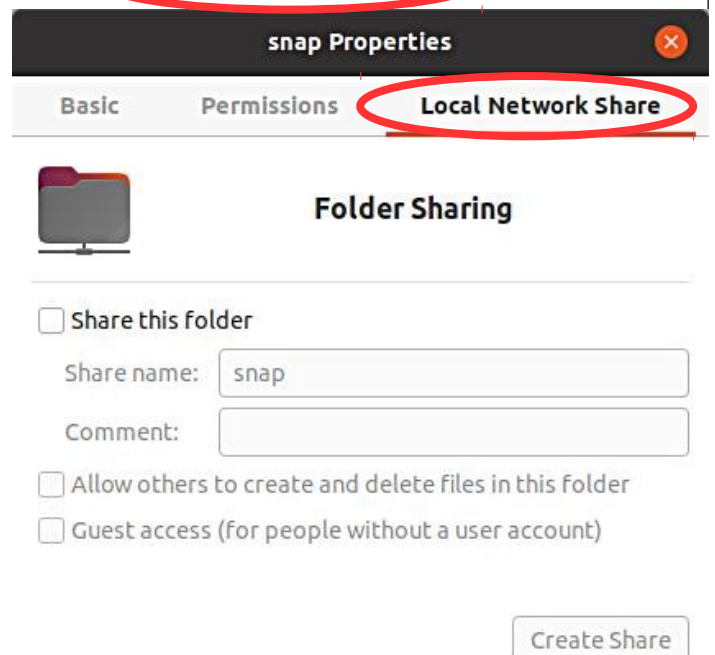 snap Properties
Basic Permissions Local Network Share
Folder Sharing
Share this folder
Share name: snap
Comment:
Allow others to create and delete files in this folder
Guest access (for people without a user account)
Create Share